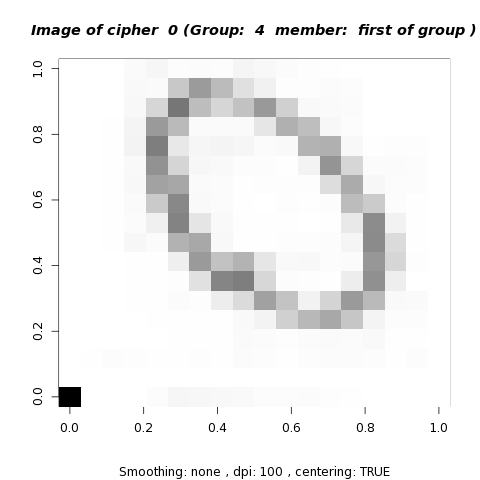 Image of cipher 0 (Group: 4 member: first of group )
1.0
0.8
0.6
0.4
0.2
0.0
0.0 0.2 0.4 0.6 0.8 1.0
Smoothing: none , dpi: 100 , centering: TRUE